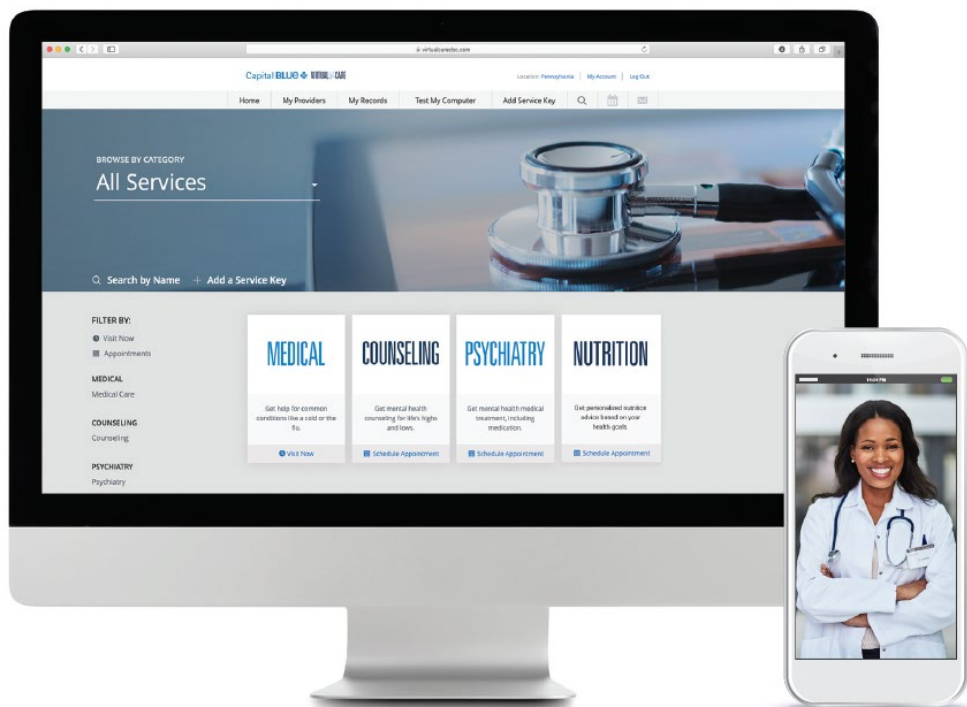 virtualcarecbc.com
Capital BLUE VIRTUAL CARE
Location: Pennsylvania | My Account | Log Out
Home My Providers My Records Test My Computer Add Service Key
BROWSE BY CATEGORY
All Services
Search by Name + Add a Service Key
FILTER BY:
Visit Now
Appointments
MEDICAL
Medical Care
COUNSELING
Counseling
PSYCHIATRY
Psychiatry
MEDICAL
Get help for common
conditions like a cold or the
flu.
Visit Now
COUNSELING
Get mental health
counseling for life's highs
and lows.
Schedule Appointment
PSYCHIATRY
Get mental health medical
treatment, including
medication.
Schedule Appointment
NUTRITION
Get personalized nutrition
advice based on your
health goals.
Schedule Appointment